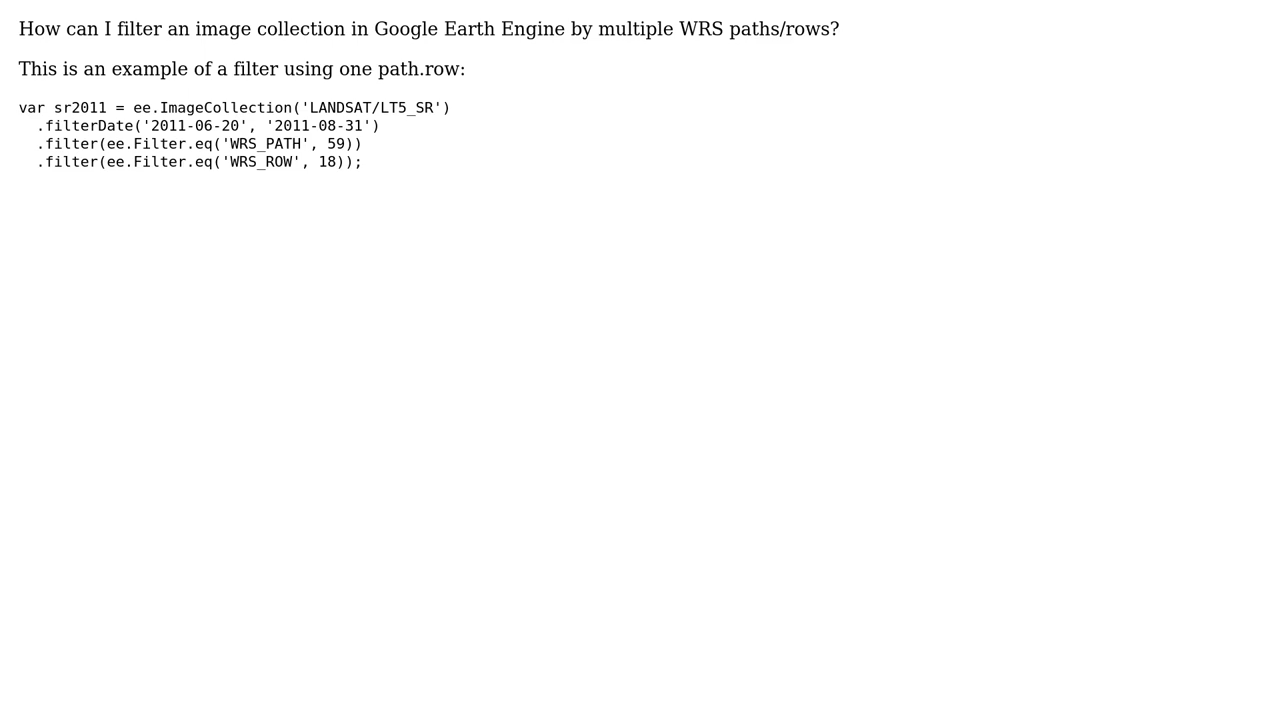 How can I filter an image collection in Google Earth Engine by multiple WRS paths/rows?
This is an example of a filter using one path.row:
var sr2011 = ee.ImageCollection('LANDSAT/LT5_SR')
  .filterDate('2011-06-20', '2011-08-31')
  .filter(ee.Filter.eq('WRS_PATH', 59))
  .filter(ee.Filter.eq('WRS_ROW', 18));